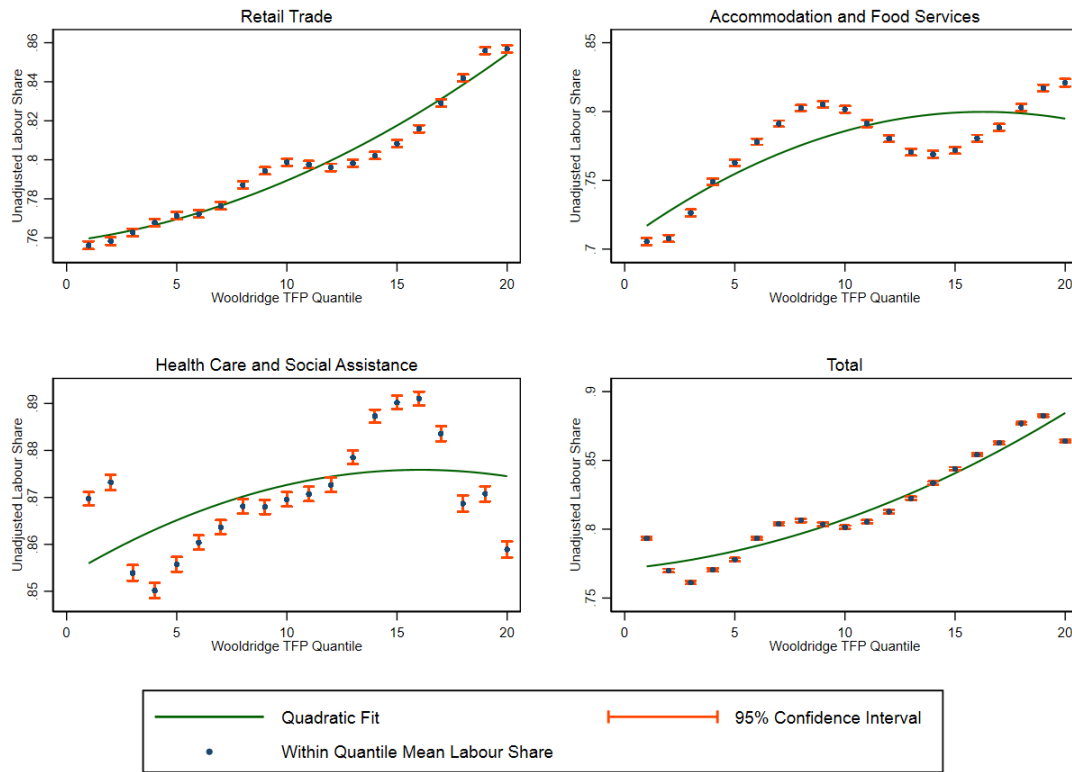 Retail Trade
Unadjusted Labour Share
.76 .78 .8 .82 .84 .86
0 5 10 15 20
Wooldridge TFP Quantile
Accommodation and Food Services
Unadjusted Labour Share
.7 .75 .8 .85
0 5 10 15 20
Wooldridge TFP Quantile
Health Care and Social Assistance
Unadjusted Labour Share
.85 .86 .87 .88 .89
0 5 10 15 20
Wooldridge TFP Quantile
Total
Unadjusted Labour Share
.75 .8 .85 .9
0 5 10 15 20
Wooldridge TFP Quantile
Quadratic Fit
95% Confidence Interval
Within Quantile Mean Labour Share